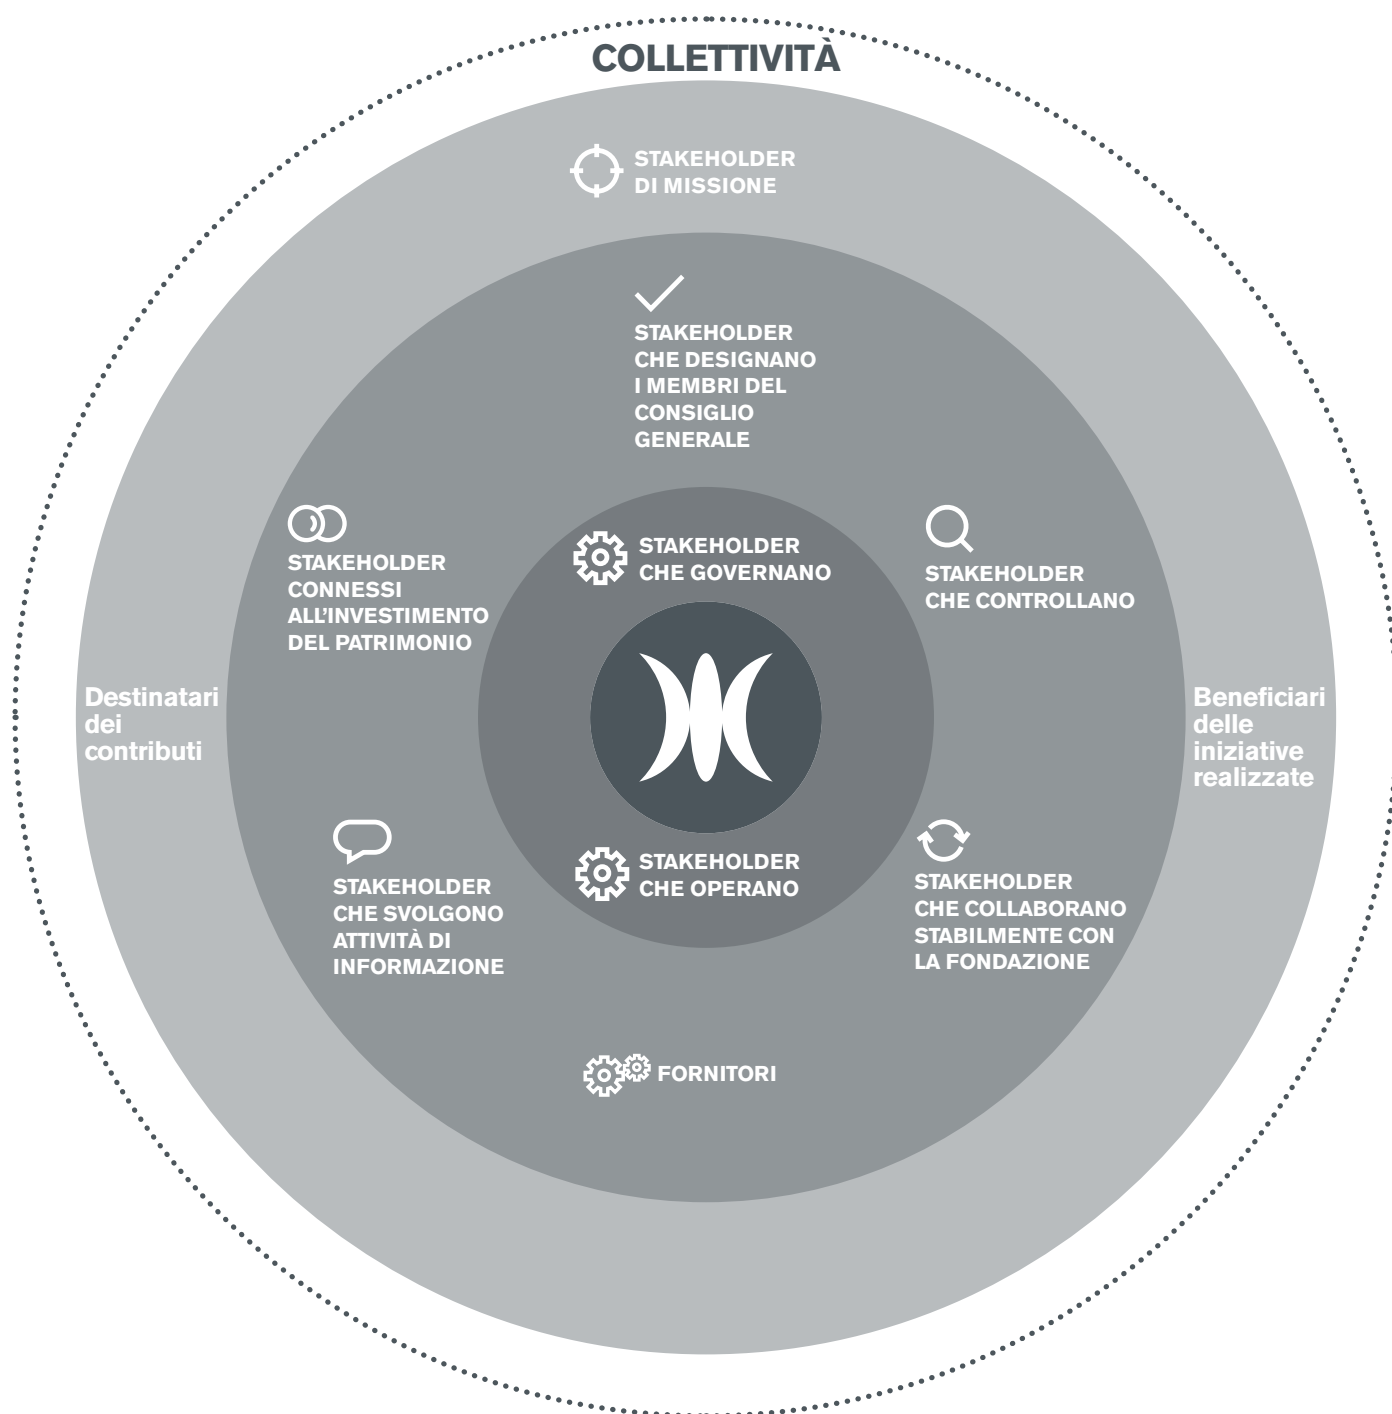 COLLETTIVITÀ
STAKEHOLDER
DI MISSIONE
STAKEHOLDER
CHE DESIGNANO
I MEMBRI DEL
CONSIGLIO
GENERALE
STAKEHOLDER
CONNESSI
ALL'INVESTIMENTO
DEL PATRIMONIO
STAKEHOLDER
CHE GOVERNANO
STAKEHOLDER
CHE CONTROLLANO
Destinatari
dei
contributi
Beneficiari
delle
iniziative
realizzate
STAKEHOLDER
CHE SVOLGONO
ATTIVITÀ DI
INFORMAZIONE
STAKEHOLDER
CHE OPERANO
STAKEHOLDER
CHE COLLABORANO
STABILMENTE CON
LA FONDAZIONE
FORNITORI